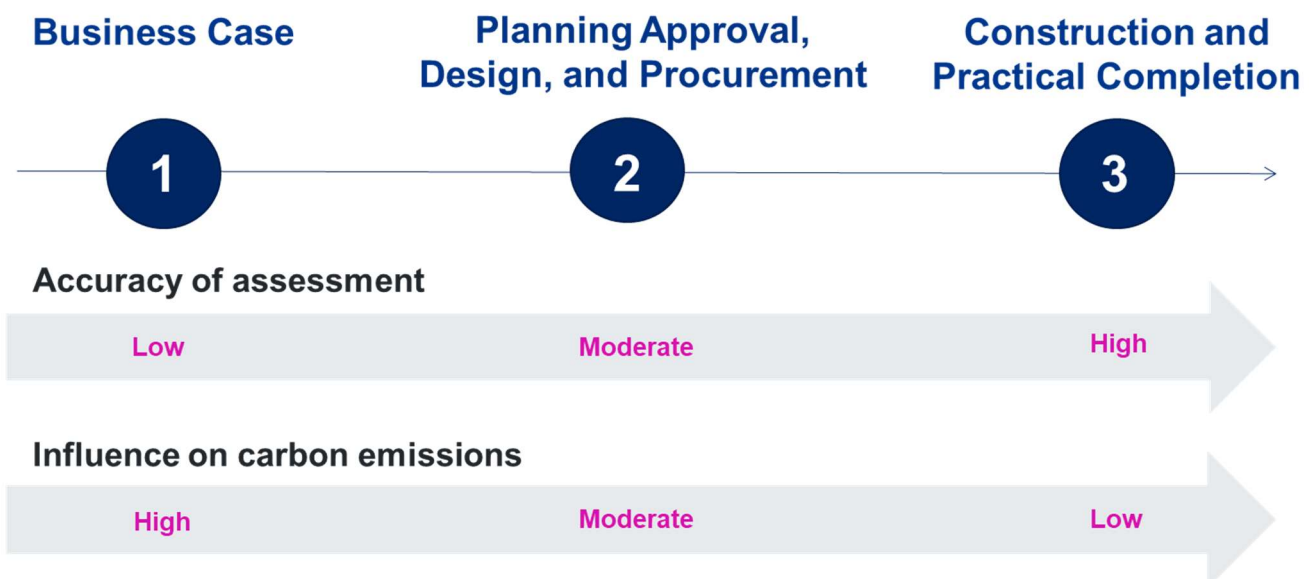 Business Case
Planning Approval,
Design, and Procurement
Construction and
Practical Completion
1
2
3
Accuracy of assessment
Low
Moderate
High
Influence on carbon emissions
High
Moderate
Low